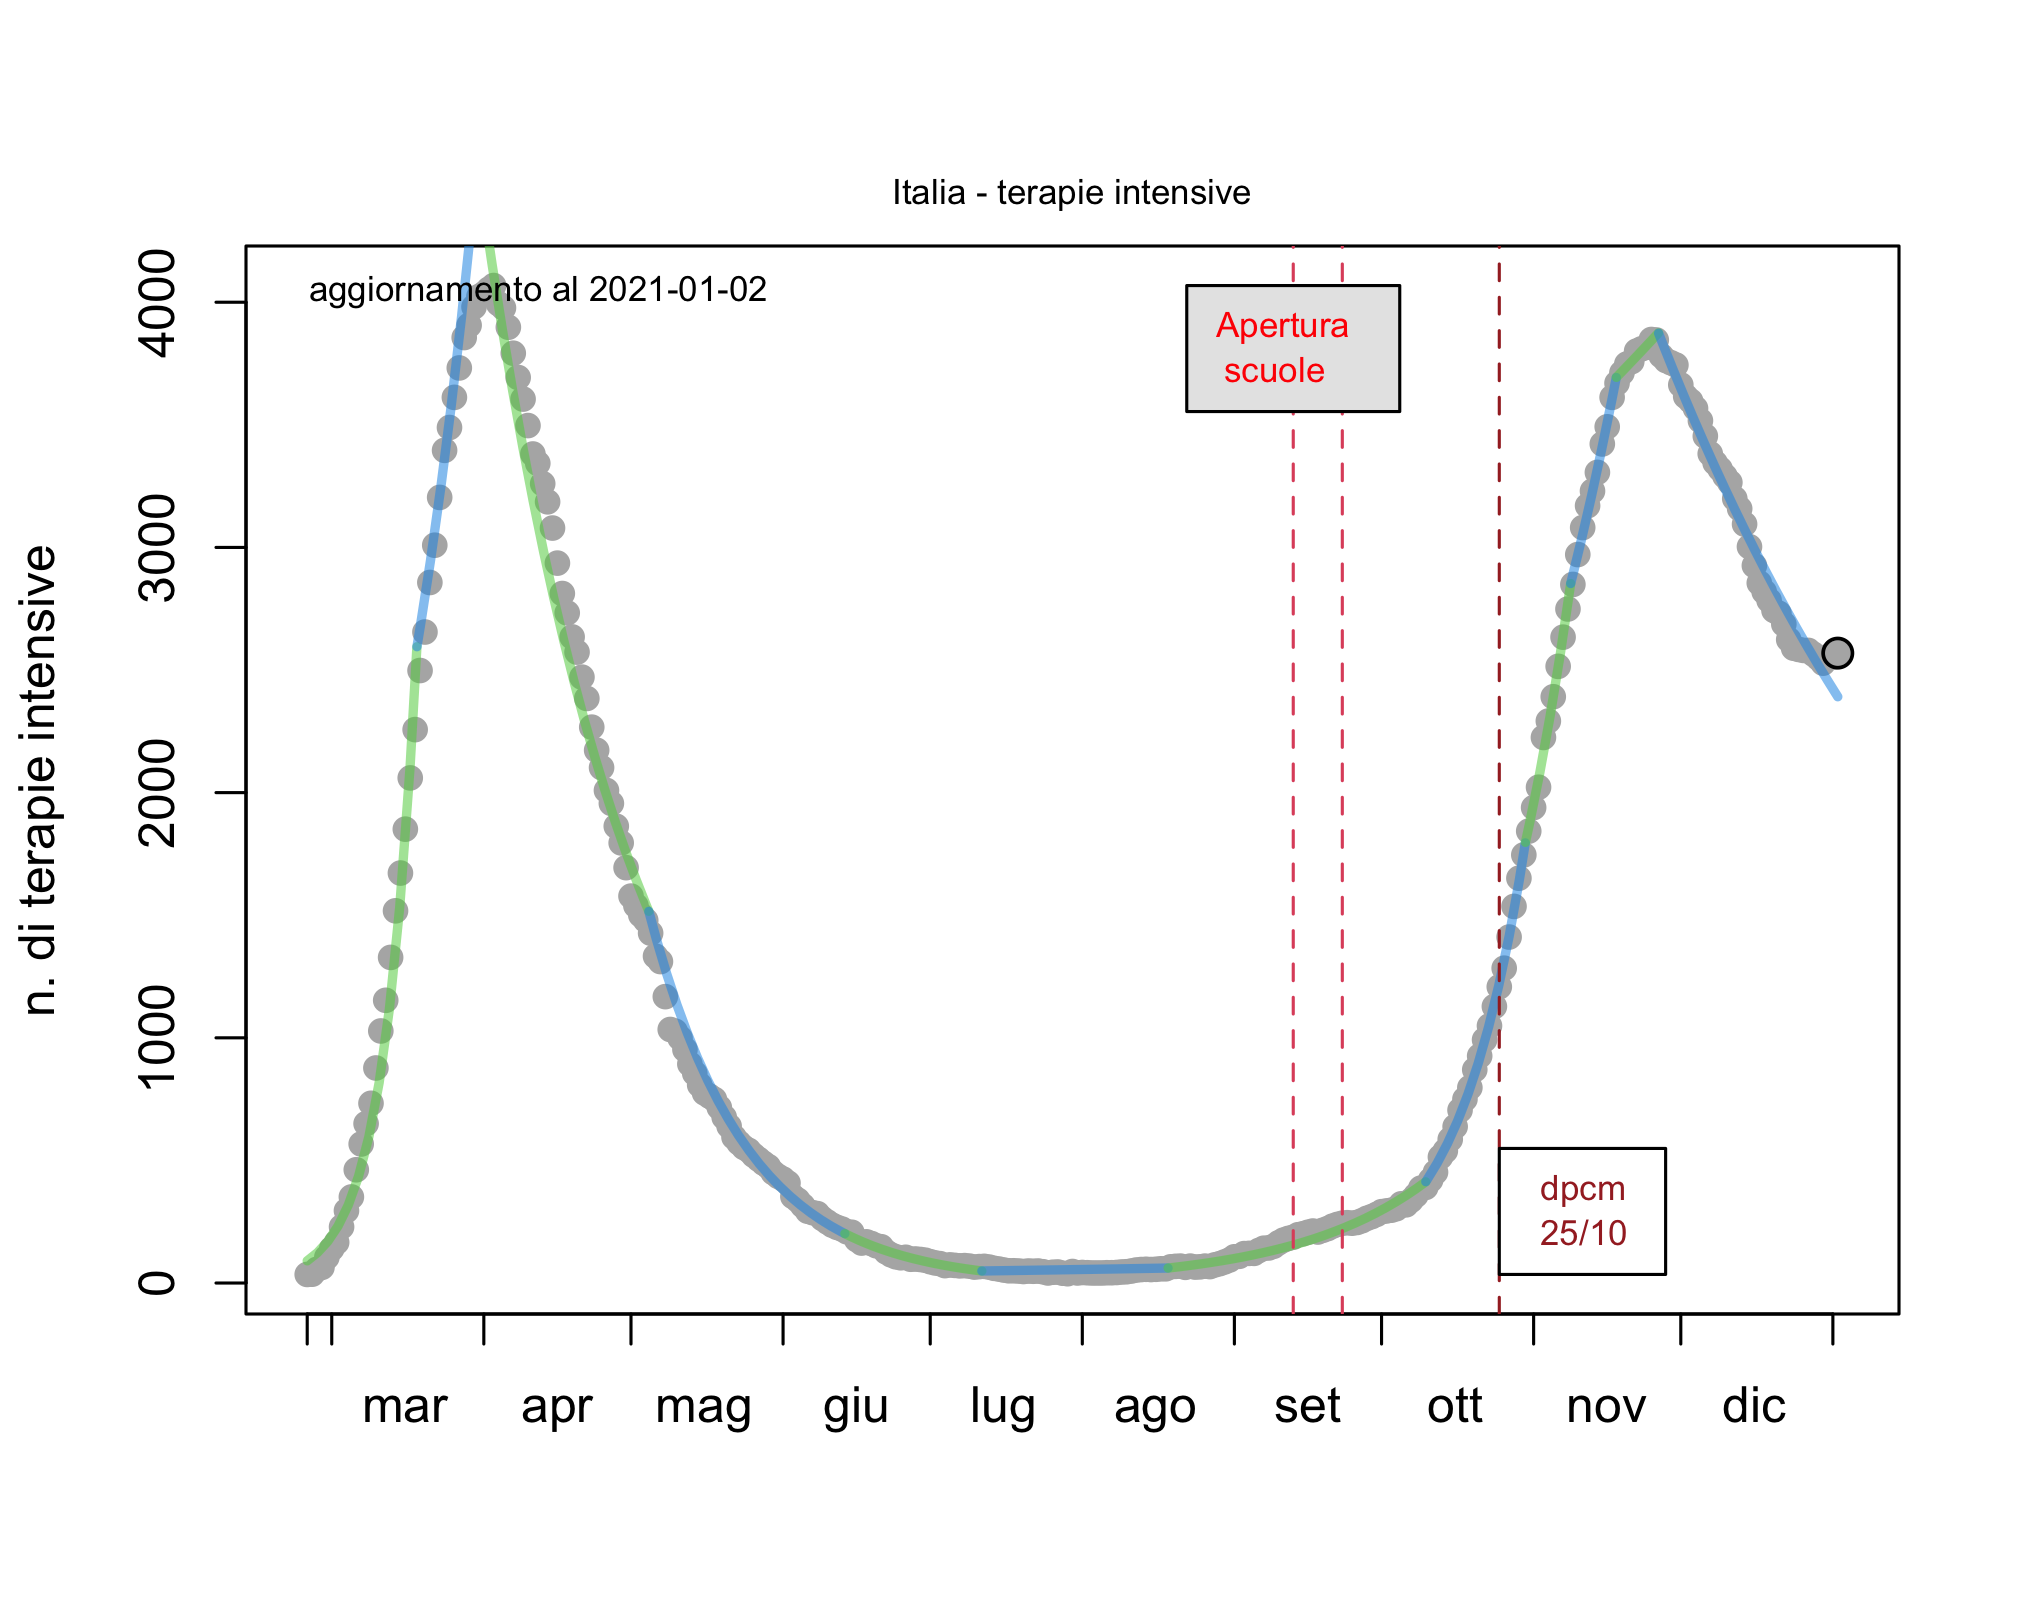 Italia - terapie intensive
aggiornamento al 2021-01-02
Apertura
scuole
dpcm
25/10
n. di terapie intensive
4000
3000
2000
1000
0
mar apr mag giu lug ago set ott nov dic